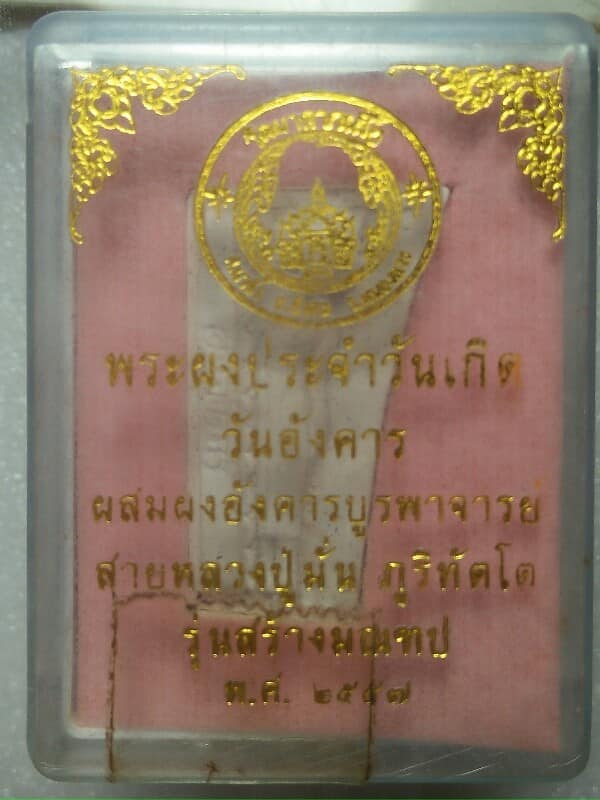 พระผงประจำวันเกิด
วันอังคาร
ผสมผงอังคารบูรพาจารย์
สายหลวงปู่มั่น ภูริทัตโต
รุ่นสร้างมณฑป
พ.ศ. ๒๕๕๗